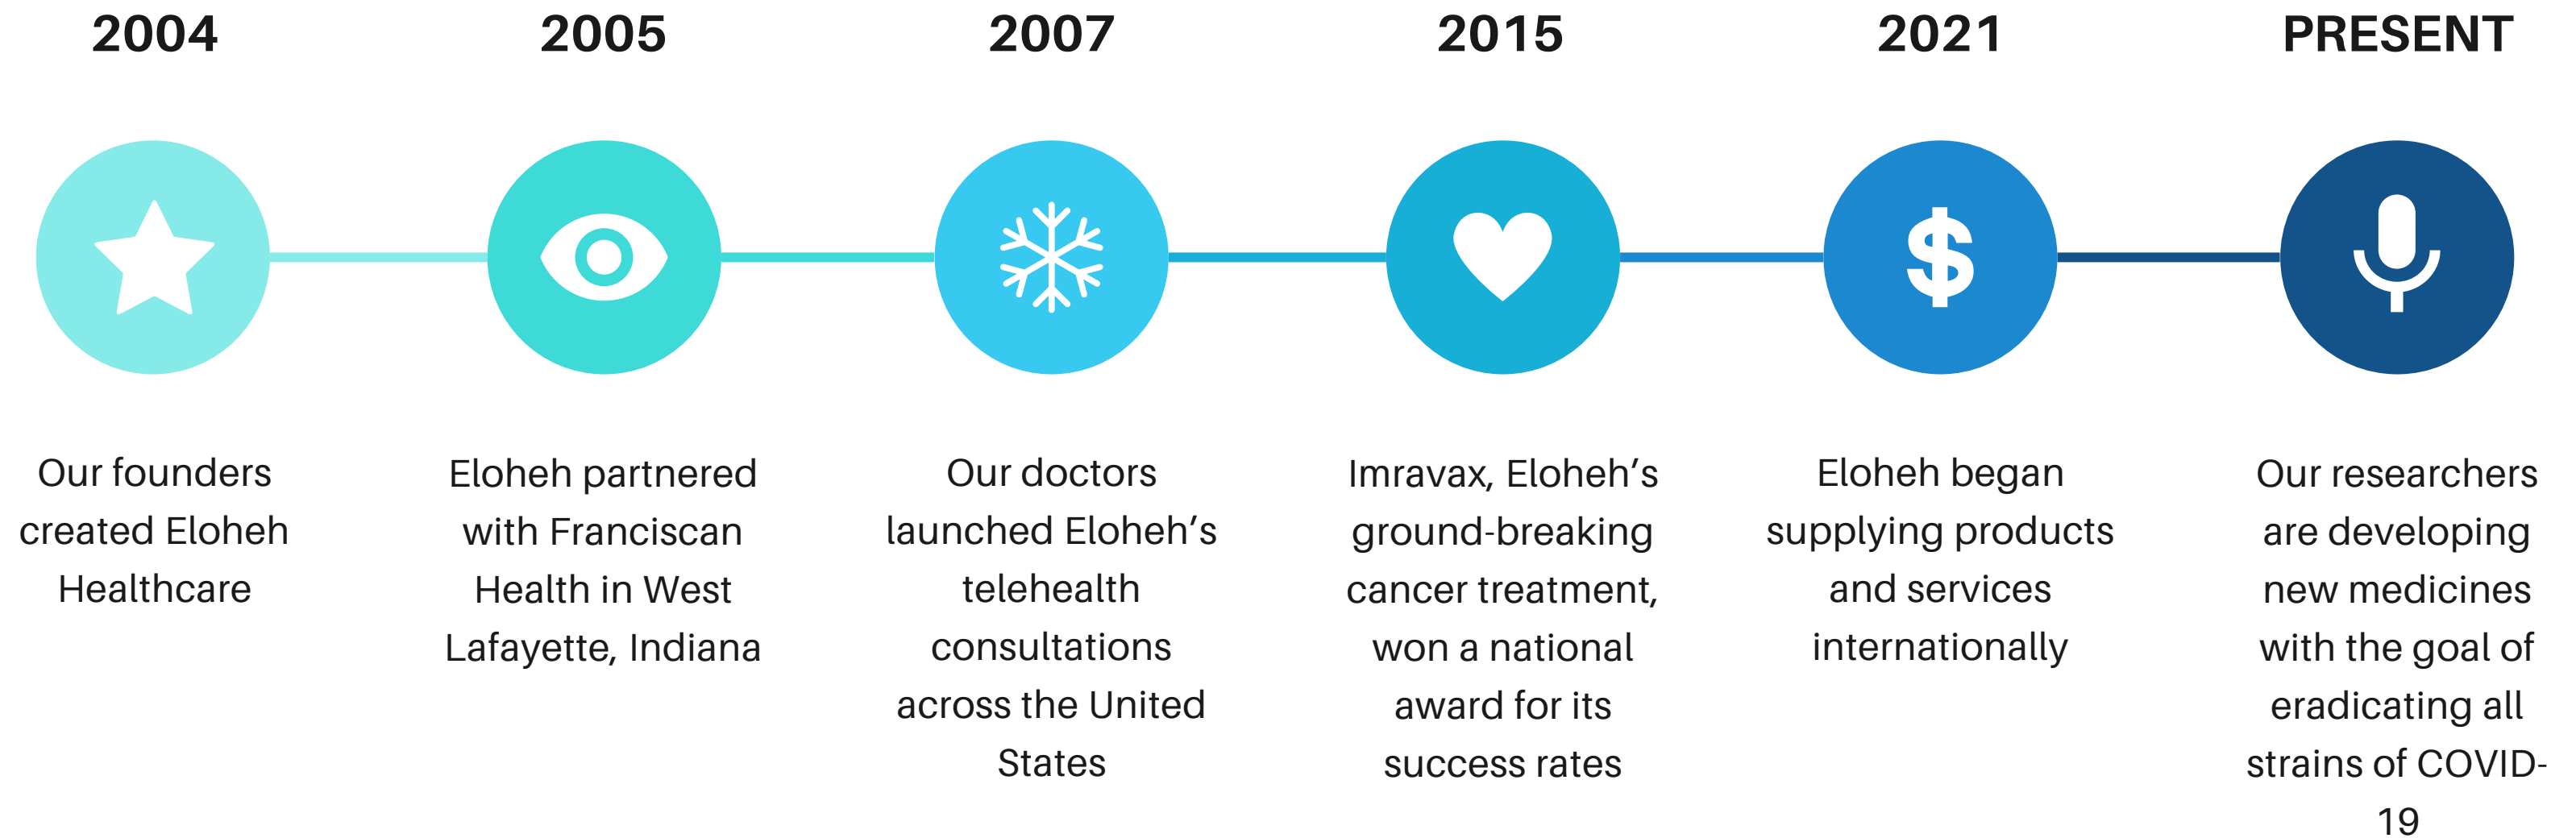 2004
Our founders
created Eloheh
Healthcare
2005
Eloheh partnered
with Franciscan
Health in West
Lafayette, Indiana
2007
Our doctors
launched Eloheh’s
telehealth
consultations
across the United
States
2015
Imravax, Eloheh’s
ground-breaking
cancer treatment,
won a national
award for its
success rates
2021
Eloheh began
supplying products
and services
internationally
PRESENT
Our researchers
are developing
new medicines
with the goal of
eradicating all
strains of COVID-
19